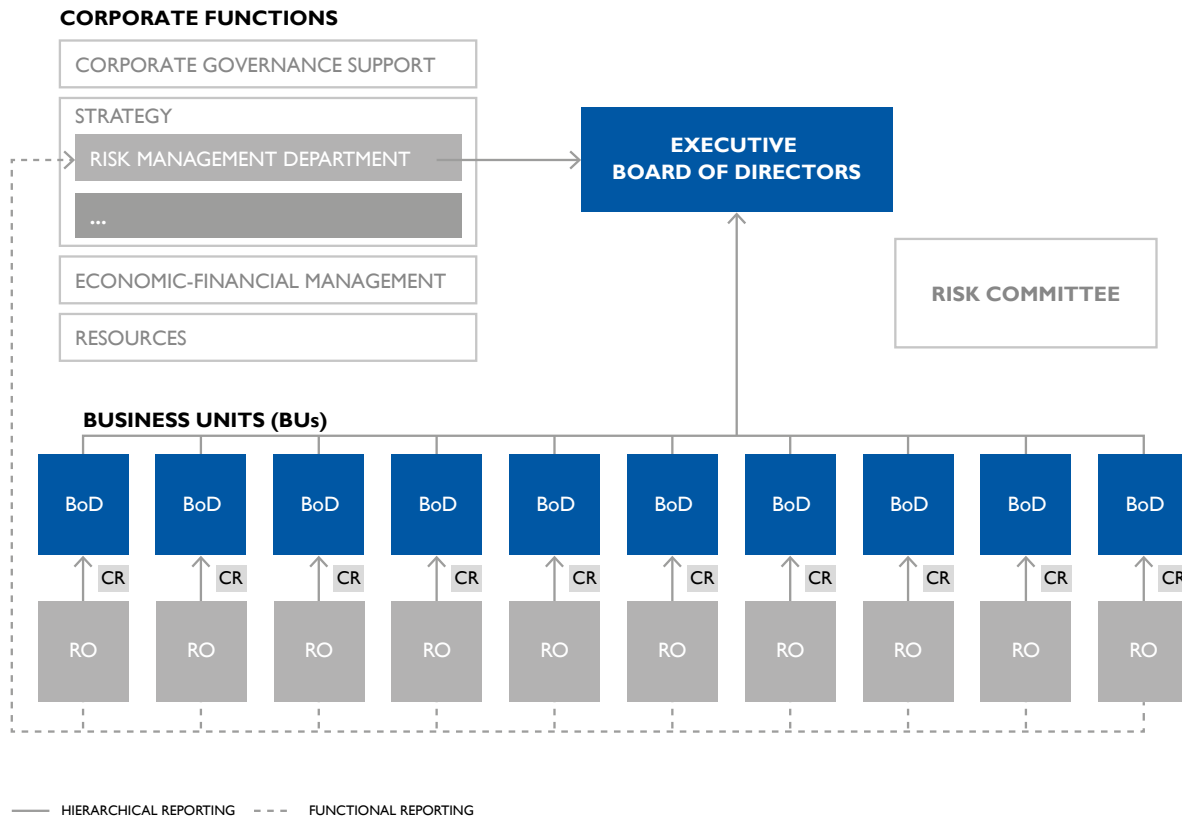 CORPORATE FUNCTIONS
CORPORATE GOVERNANCE SUPPORT
STRATEGY
RISK MANAGEMENT DEPARTMENT
...
ECONOMIC-FINANCIAL MANAGEMENT
RESOURCES
EXECUTIVE
BOARD OF DIRECTORS
RISK COMMITTEE
BUSINESS UNITS (BUs)
BoD BoD BoD BoD BoD BoD BoD BoD BoD BoD
CR CR CR CR CR CR CR CR CR CR
RO RO RO RO RO RO RO RO RO RO
HIERARCHICAL REPORTING FUNCTIONAL REPORTING